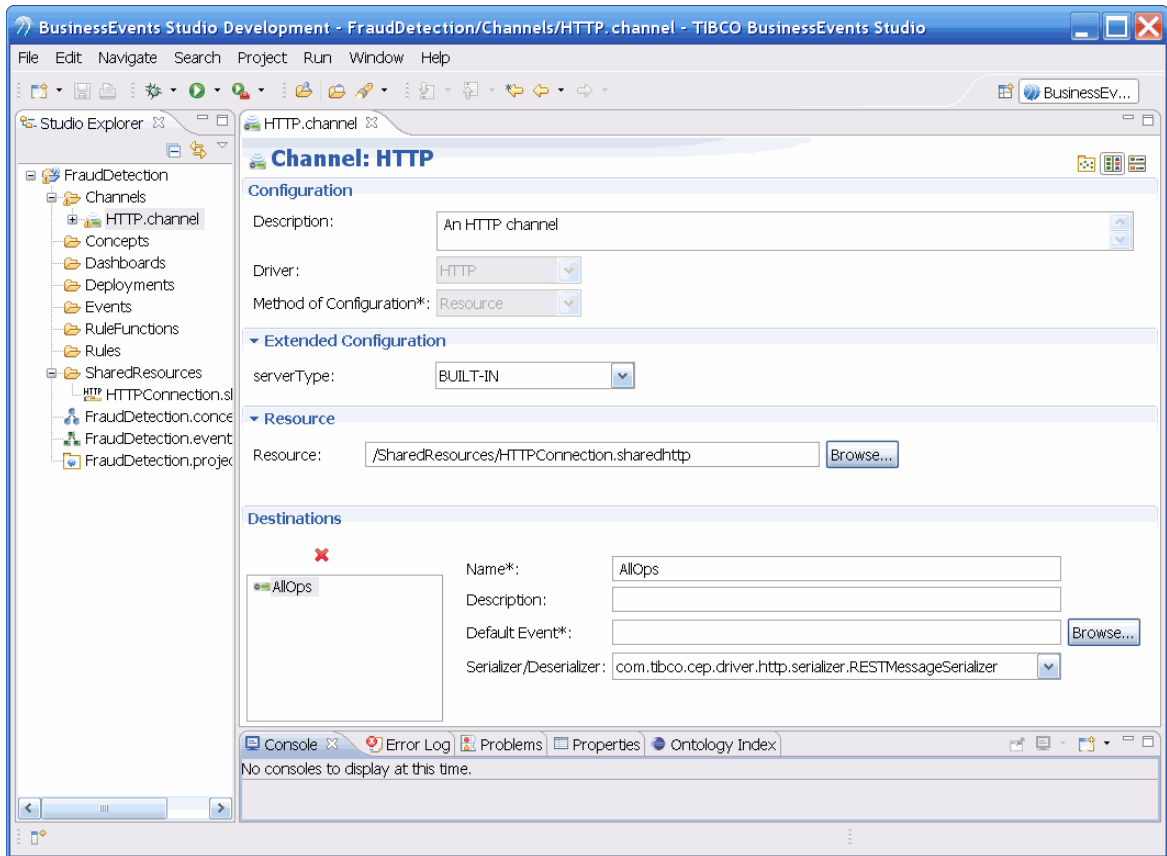 BusinessEvents Studio Development - FraudDetection/Channels/HTTP.channel - TIBCO BusinessEvents Studio
File Edit Navigate Search Project Run Window Help
BusinessEv...
Studio Explorer
HTTP.channel
FraudDetection
Channels
HTTP.channel
Concepts
Dashboards
Deployments
Events
RuleFunctions
Rules
SharedResources
HTTP HTTPConnection.sl
FraudDetection.conce
FraudDetection.event
FraudDetection.projec
Channel: HTTP
Configuration
Description: An HTTP channel
Driver: HTTP
Method of Configuration*: Resource
Extended Configuration
serverType: BUILT-IN
Resource
Resource: /SharedResources/HTTPConnection.sharedhttp Browse...
Destinations
AllOps
Name*: AllOps
Description:
Default Event*: Browse...
Serializer/Deserializer: com.tibco.cep.driver.http.serializer.RESTMessageSerializer
Console Error Log Problems Properties Ontology Index
No consoles to display at this time.